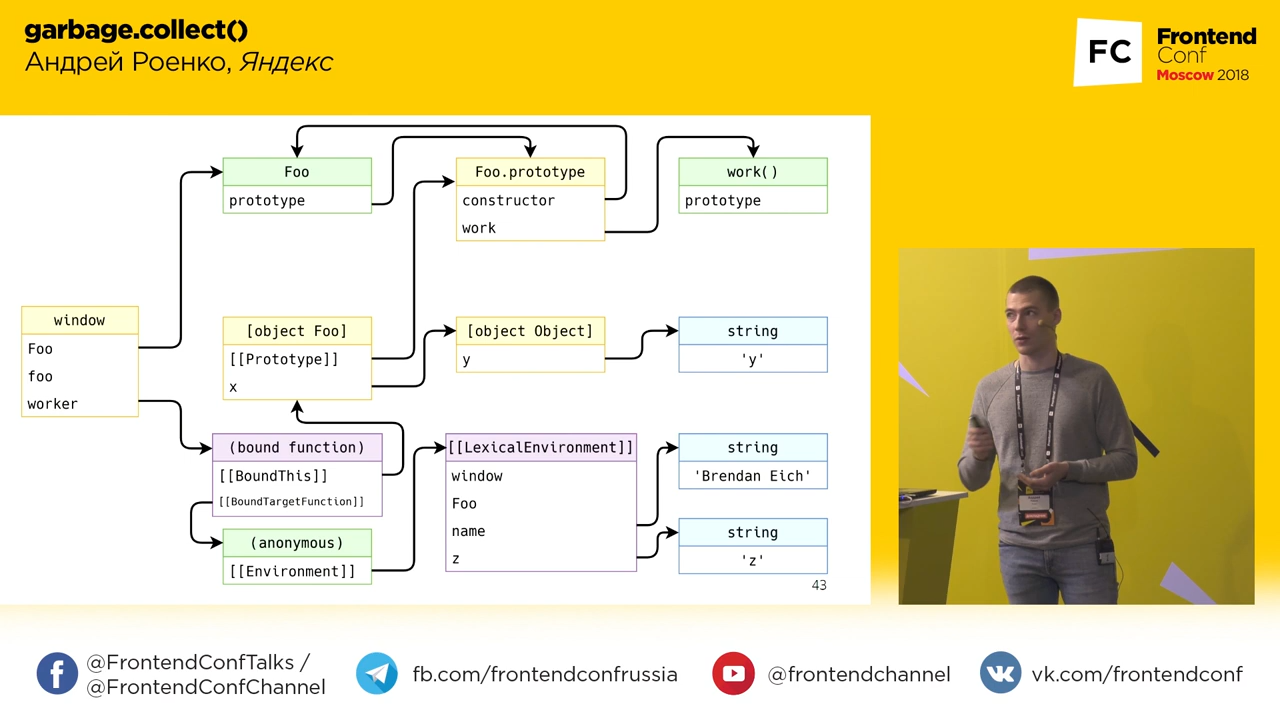 garbage.collect()
Андрей Роенко, Яндекс
FC
Frontend
Conf
Moscow 2018
Foo
prototype
Foo.prototype
constructor
work
work()
prototype
window
Foo
foo
worker
[object Foo]
[[Prototype]]
x
[object Object]
y
string
'y'
(bound function)
[[BoundThis]]
[[BoundTargetFunction]]
[[LexicalEnvironment]]
window
Foo
name
z
string
'Brendan Eich'
string
'z'
(anonymous)
[[Environment]]
43
@FrontendConfTalks /
@FrontendConfChannel
fb.com/frontendconfrussia
@frontendchannel
vk.com/frontendconf